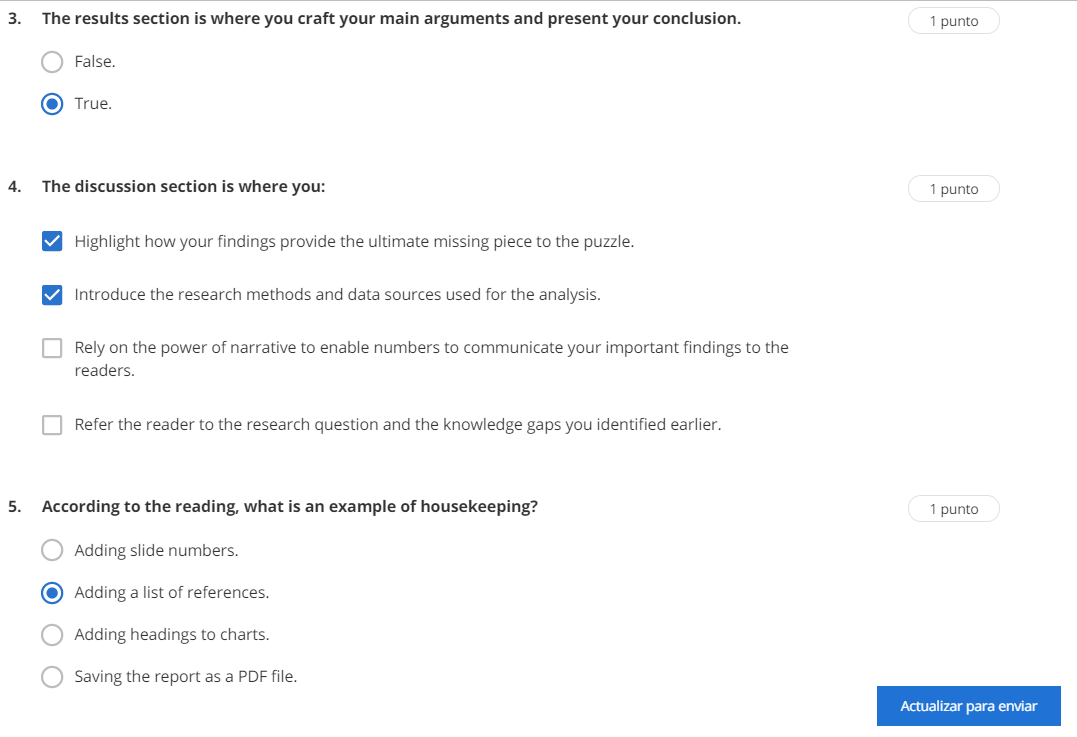 3. The results section is where you craft your main arguments and present your conclusion.
1 punto
False.
True.
4. The discussion section is where you:
1 punto
Highlight how your findings provide the ultimate missing piece to the puzzle.
Introduce the research methods and data sources used for the analysis.
Rely on the power of narrative to enable numbers to communicate your important findings to the
readers.
Refer the reader to the research question and the knowledge gaps you identified earlier.
5. According to the reading, what is an example of housekeeping?
1 punto
Adding slide numbers.
Adding a list of references.
Adding headings to charts.
Saving the report as a PDF file.
Actualizar para enviar